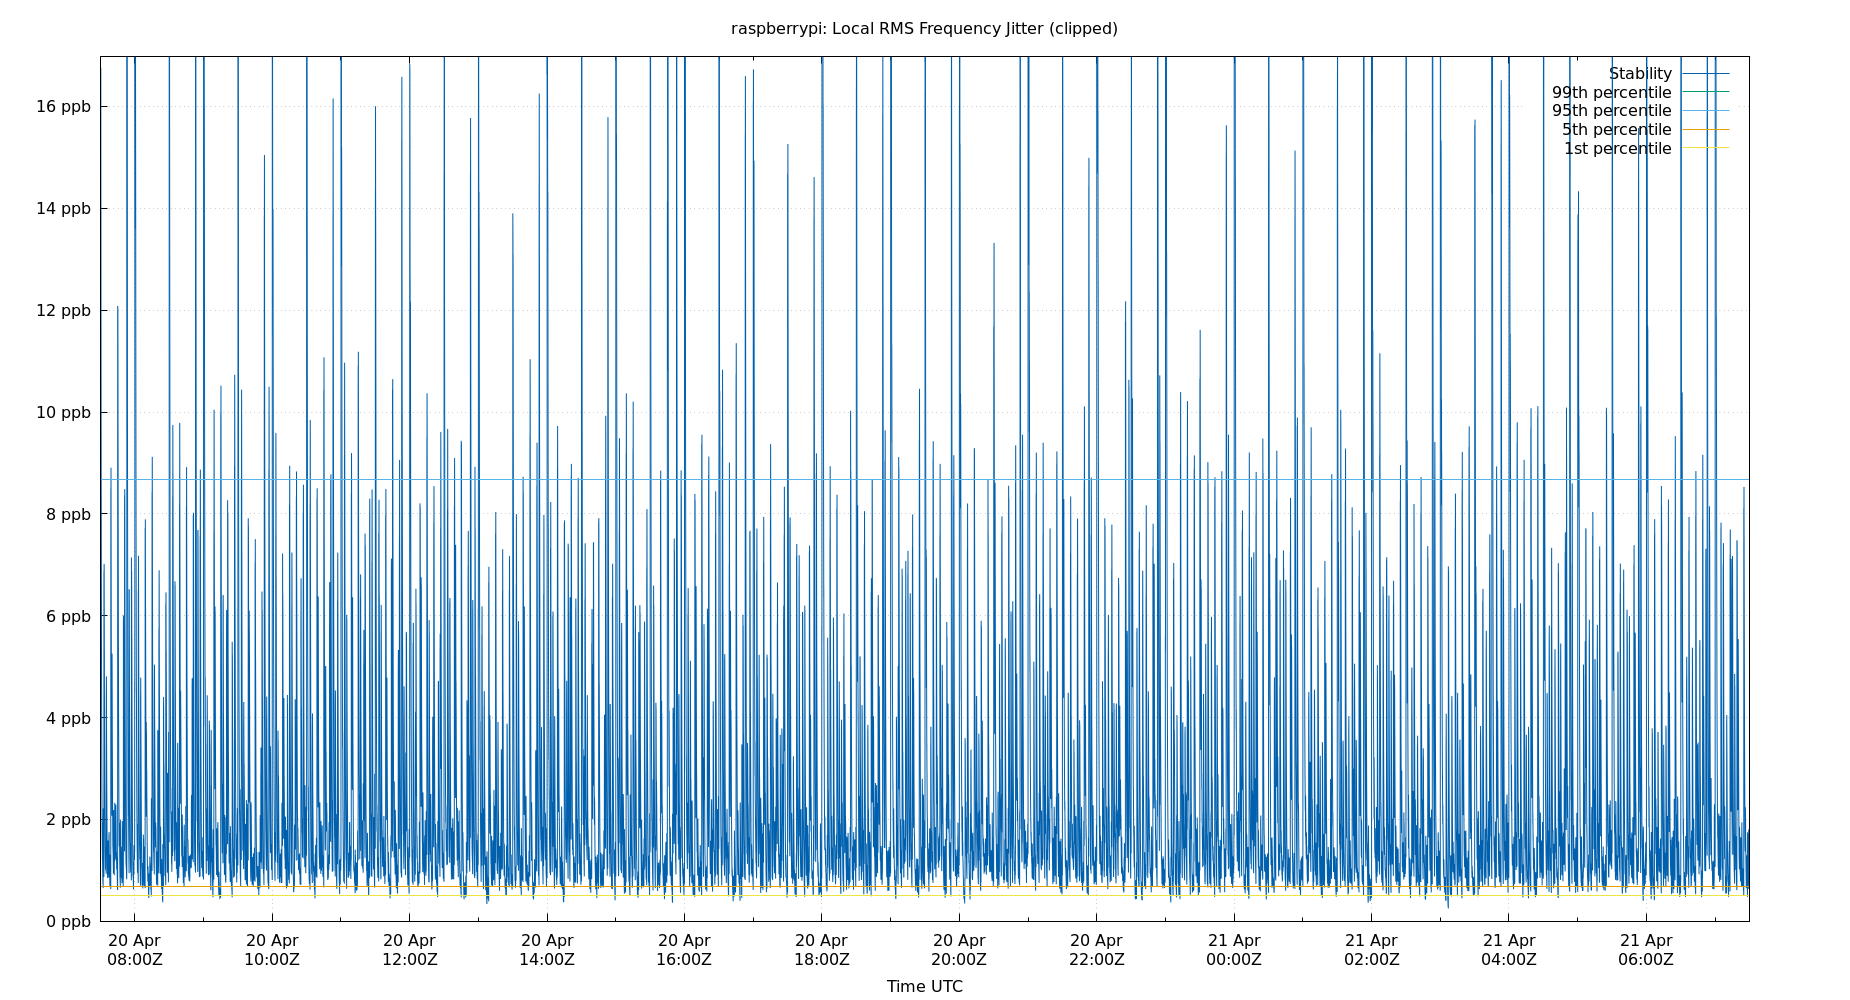 raspberrypi: Local RMS Frequency Jitter (clipped)
Stability
99th percentile
95th percentile
5th percentile
1st percentile
16 ppb
14 ppb
12 ppb
10 ppb
8 ppb
6 ppb
4 ppb
2 ppb
0 ppb
20 Apr 20 Apr 20 Apr 20 Apr 20 Apr 20 Apr 20 Apr 20 Apr 21 Apr 21 Apr 21 Apr 21 Apr
08:00Z 10:00Z 12:00Z 14:00Z 16:00Z 18:00Z 20:00Z 22:00Z 00:00Z 02:00Z 04:00Z 06:00Z
Time UTC